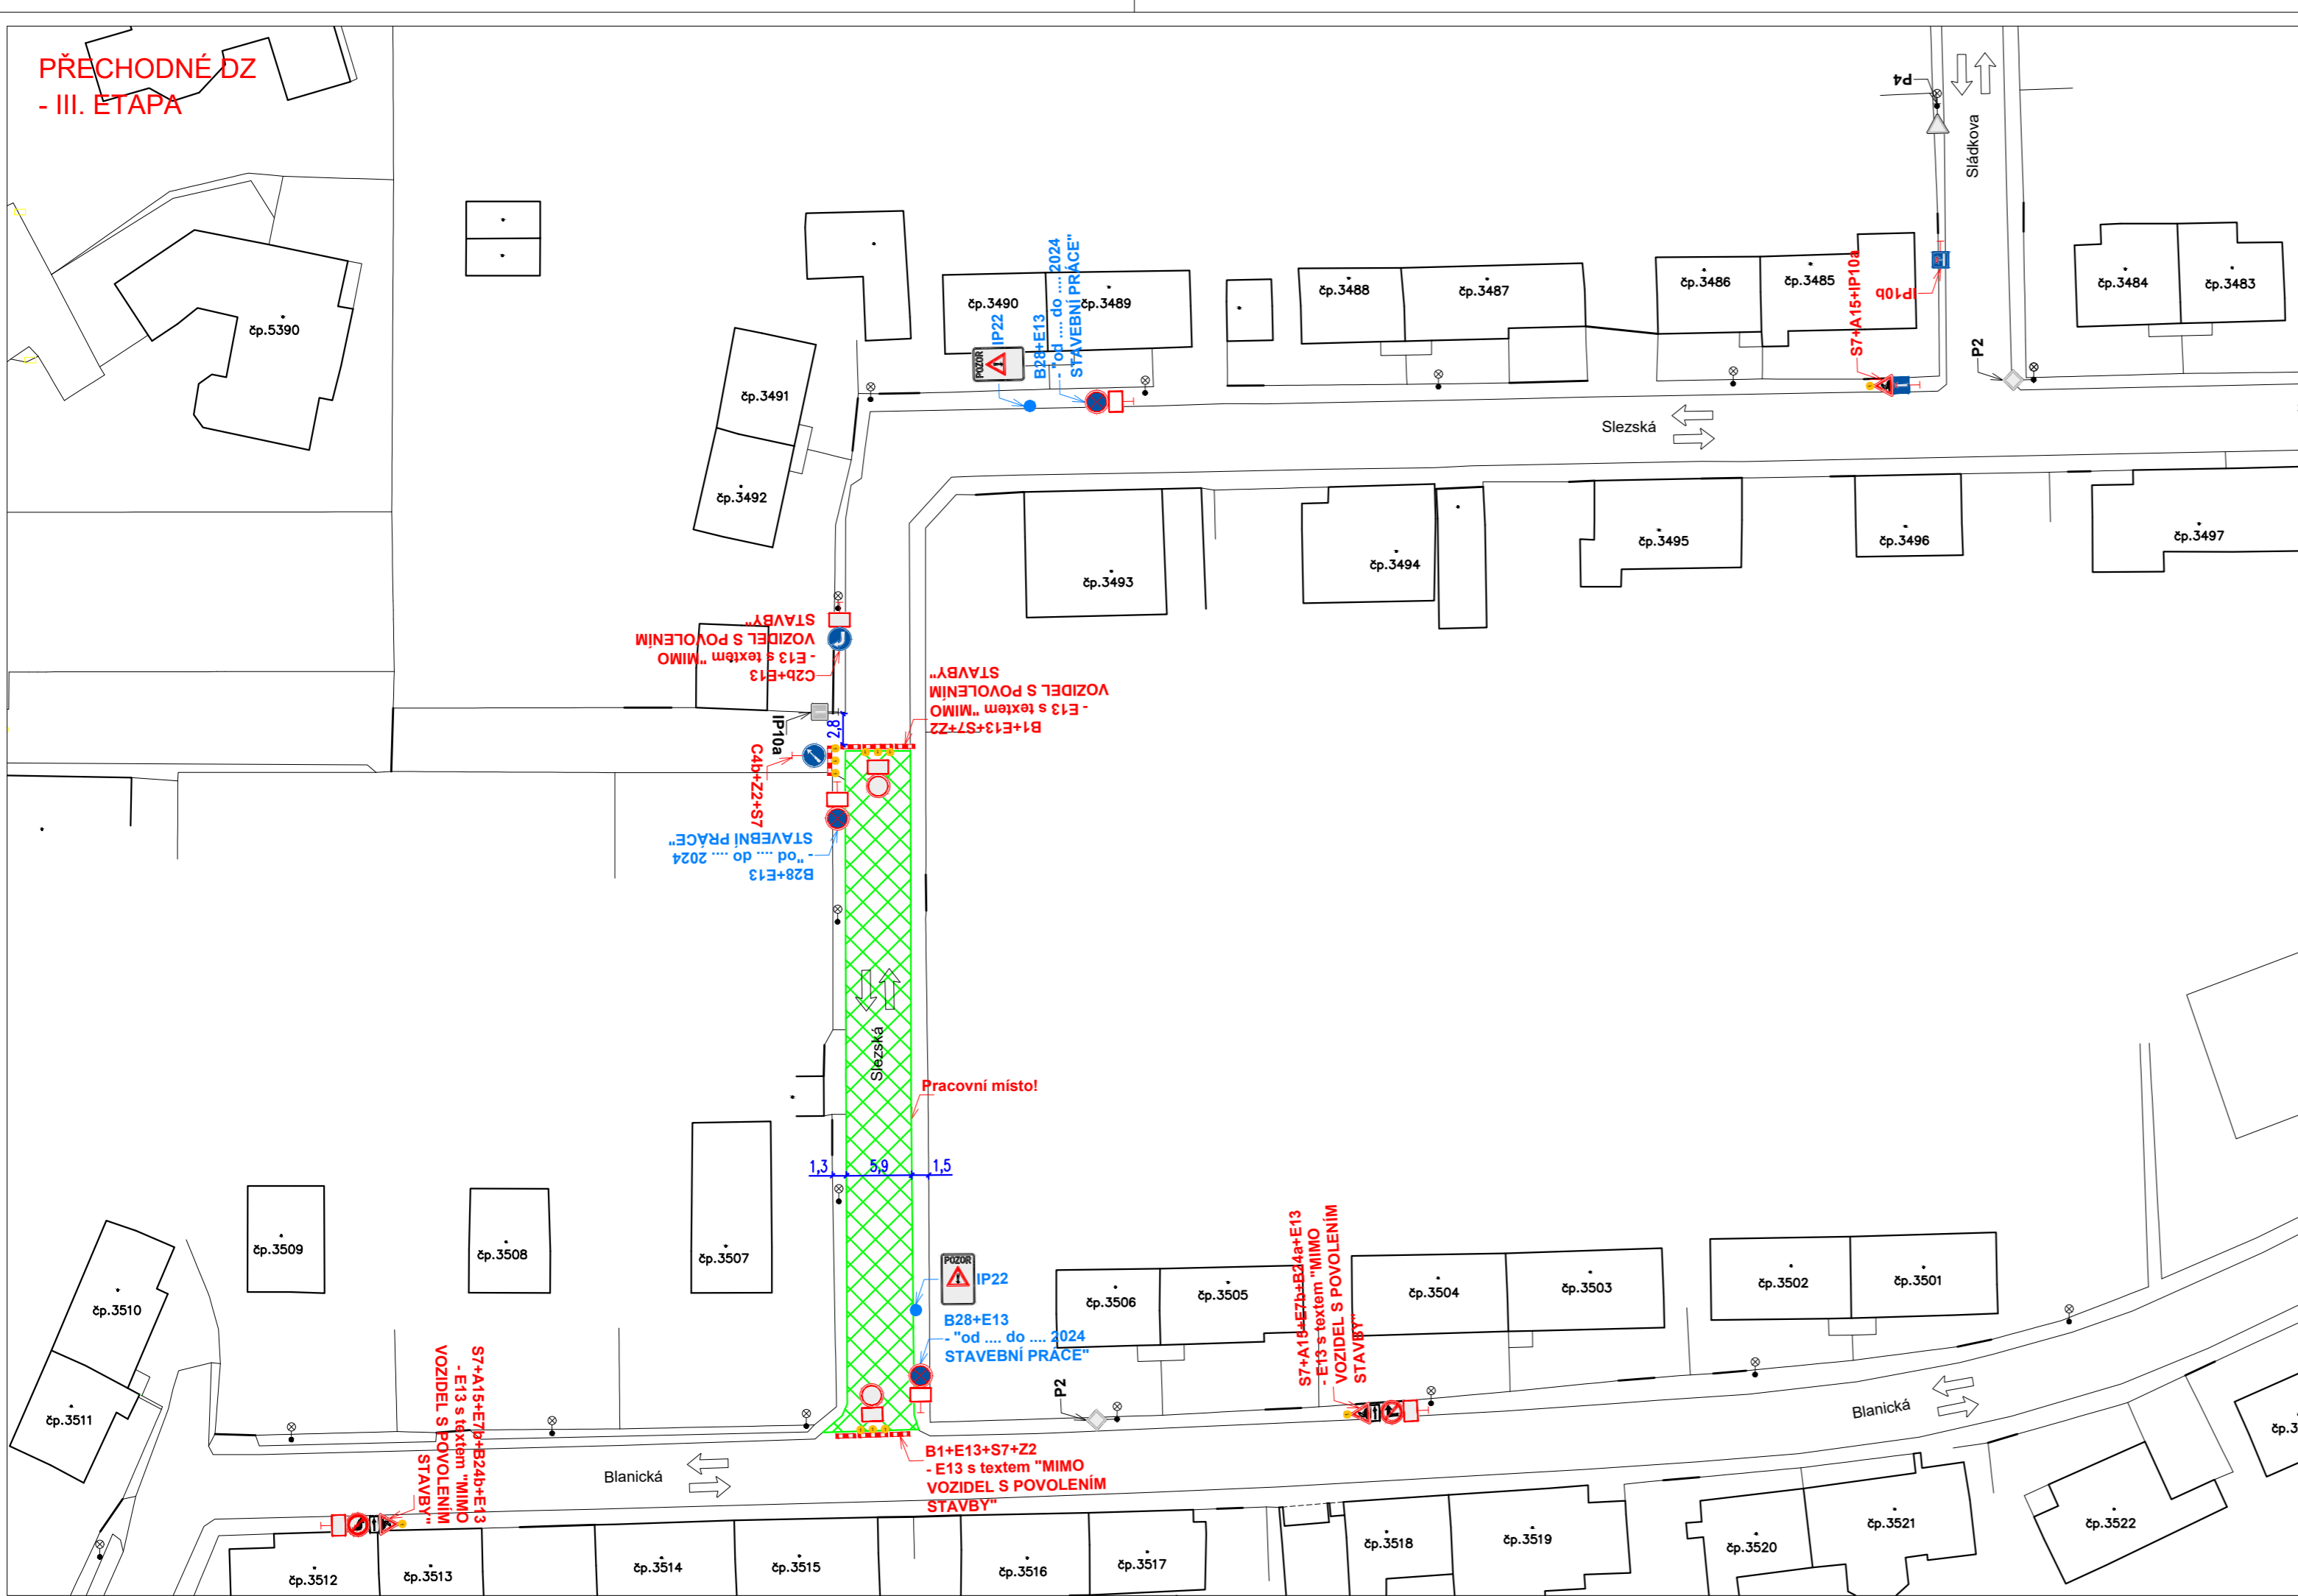 PŘECHODNÉ DZ
- III. ETAPA
P4
Sládkova
čp.5390
čp.3490
čp.3489
čp.3488
čp.3487
čp.3486
čp.3485
čp.3484
čp.3483
POZOR
IP22
B28+E13
- "od .... do .... 2024
STAVEBNÍ PRÁCE"
S7+A15+IP10a
IP10b
P2
čp.3491
čp.3492
Slezská
čp.3493
čp.3494
čp.3495
čp.3496
čp.3497
C2b+E13
- E13 s textem "MIMO
VOZIDEL S POVOLENÍM
STAVBY"
B1+E13+S7+Z2
- E13 s textem "MIMO
VOZIDEL S POVOLENÍM
STAVBY"
IP10a
2,8
C4b+Z2+S7
B28+E13
- "od .... do .... 2024
STAVEBNÍ PRÁCE"
Slezská
Pracovní místo!
1,3
5,9
1,5
čp.3509
čp.3508
čp.3507
čp.3510
čp.3511
POZOR
IP22
B28+E13
- "od .... do .... 2024
STAVEBNÍ PRÁCE"
čp.3506
čp.3505
čp.3504
čp.3503
čp.3502
čp.3501
S7+A15+E7b+B24a+E13
- E13 s textem "MIMO
VOZIDEL S POVOLENÍM
STAVBY"
P2
S7+A15+E7b+B24b+E13
- E13 s textem "MIMO
VOZIDEL S POVOLENÍM
STAVBY"
Blanická
B1+E13+S7+Z2
- E13 s textem "MIMO
VOZIDEL S POVOLENÍM
STAVBY"
Blanická
čp.3512
čp.3513
čp.3514
čp.3515
čp.3516
čp.3517
čp.3518
čp.3519
čp.3520
čp.3521
čp.3522